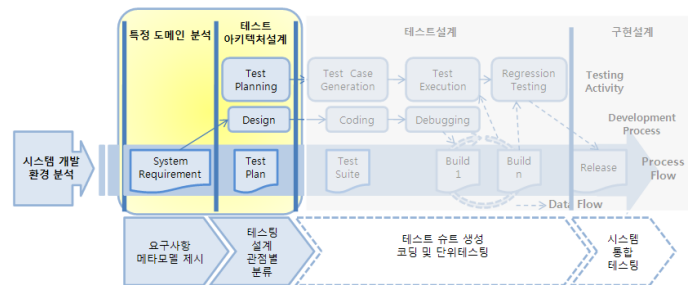 특정 도메인 분석
테스트
아키텍처설계
테스트설계
구현설계
Test
Planning
Test Case
Generation
Test
Execution
Regression
Testing
Testing
Activity
Design
Coding
Debugging
Development
Process
시스템 개발
환경 분석
System
Requirement
Test
Plan
Test
Suite
Build
1
Build
n
Release
Process
Flow
Data Flow
요구사항
메타모델 제시
테스팅
설계
관점별
분류
테스트 슈트 생성
코딩 및 단위테스팅
시스템
통합
테스팅